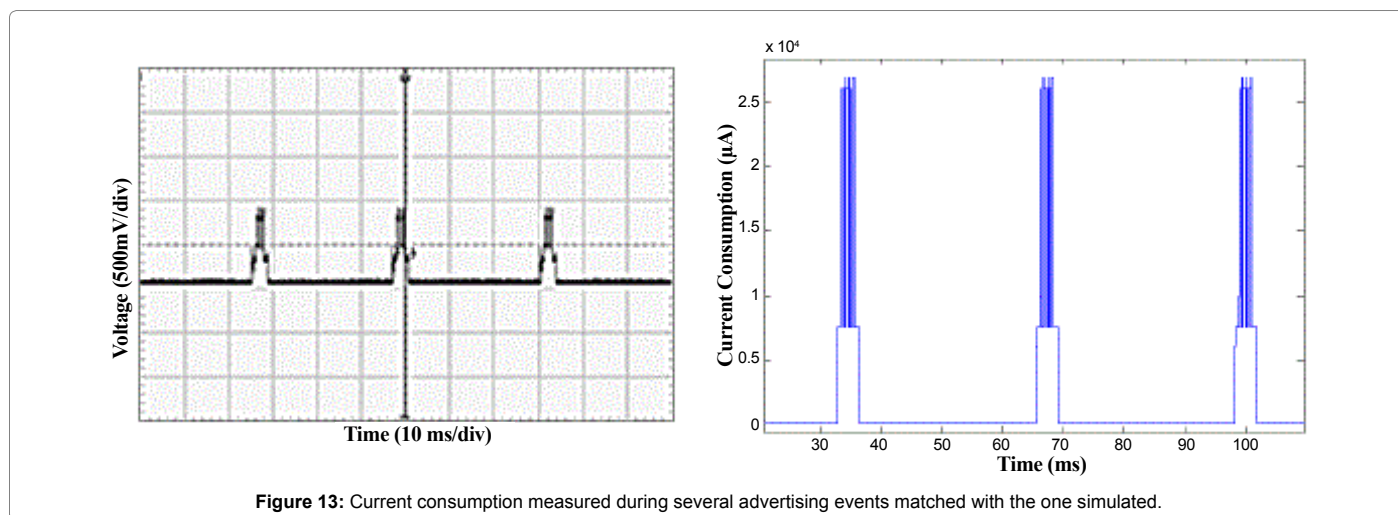 Voltage (500mV/div)
Time (10 ms/div)
x 10⁴
Current Consumption (μA)
2.5
2
1.5
1
0.5
0
30 40 50 60 70 80 90 100
Time (ms)
Figure 13: Current consumption measured during several advertising events matched with the one simulated.